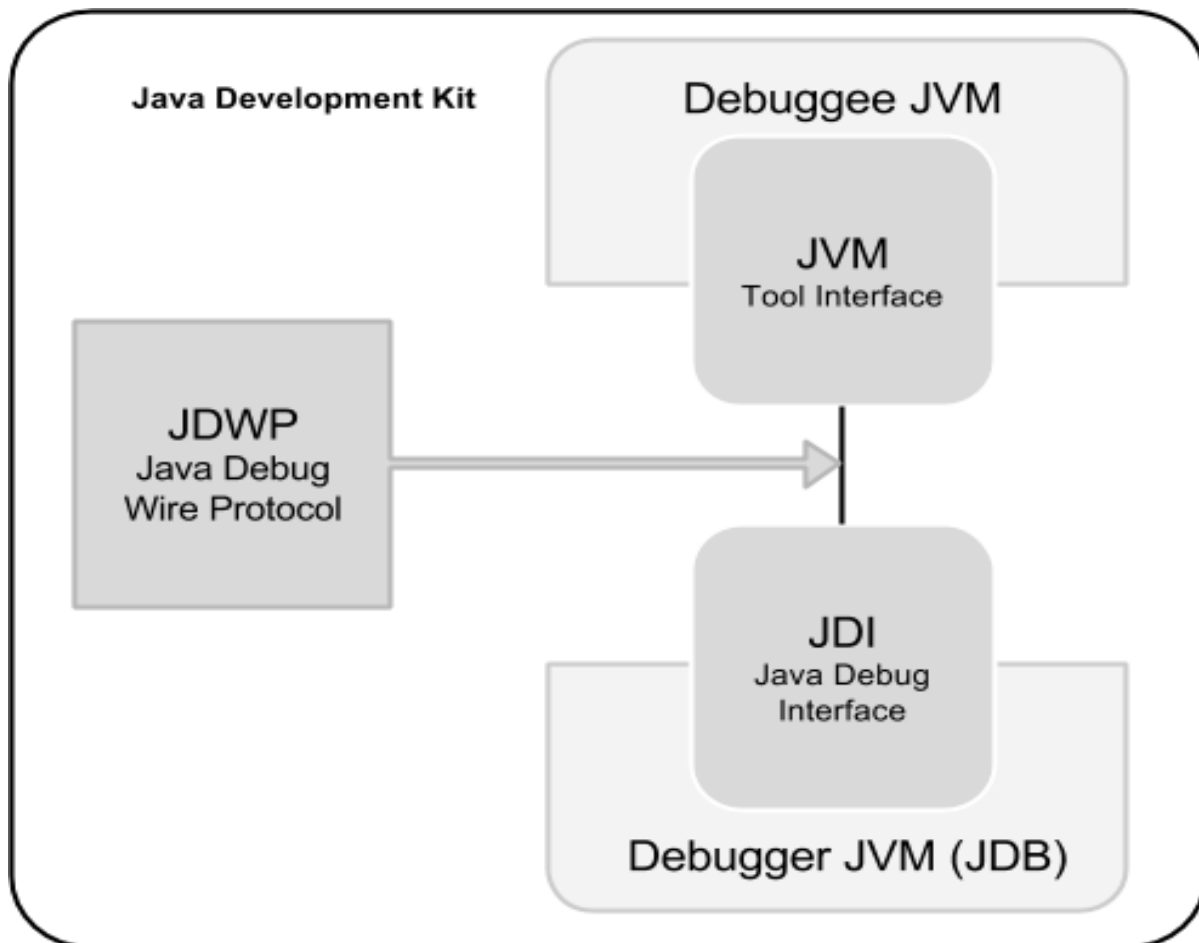 Java Development Kit
Debuggee JVM
JVM
Tool Interface
JDWP
Java Debug
Wire Protocol
JDI
Java Debug
Interface
Debugger JVM (JDB)